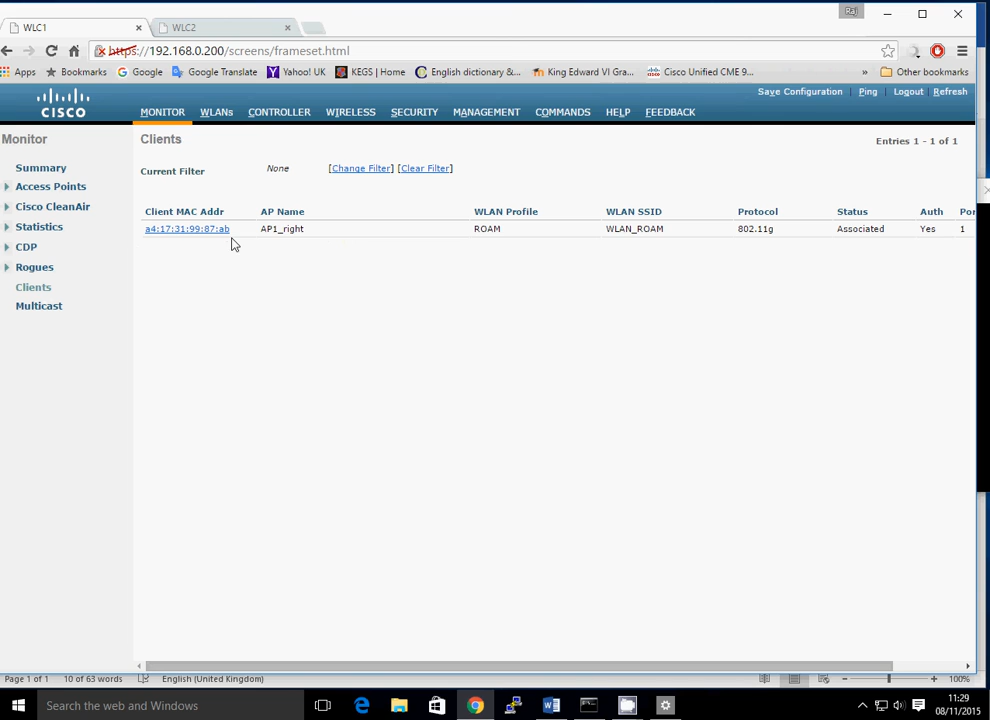 WLC1
WLC2
Raj
https://192.168.0.200/screens/frameset.html
Apps
Bookmarks
Google
Google Translate
Yahoo! UK
KEGS | Home
English dictionary &...
King Edward VI Gra...
Cisco Unified CME 9...
»
Other bookmarks
Save Configuration | Ping | Logout | Refresh
CISCO
MONITOR WLANs CONTROLLER WIRELESS SECURITY MANAGEMENT COMMANDS HELP FEEDBACK
Monitor
Summary
Access Points
Cisco CleanAir
Statistics
CDP
Rogues
Clients
Multicast
Clients
Entries 1 - 1 of 1
Current Filter None [Change Filter] [Clear Filter]
Client MAC Addr AP Name WLAN Profile WLAN SSID Protocol Status Auth Por
a4:17:31:99:87:ab AP1_right ROAM WLAN_ROAM 802.11g Associated Yes 1
Page 1 of 1 10 of 63 words English (United Kingdom) 100%
Search the web and Windows
11:29
08/11/2015